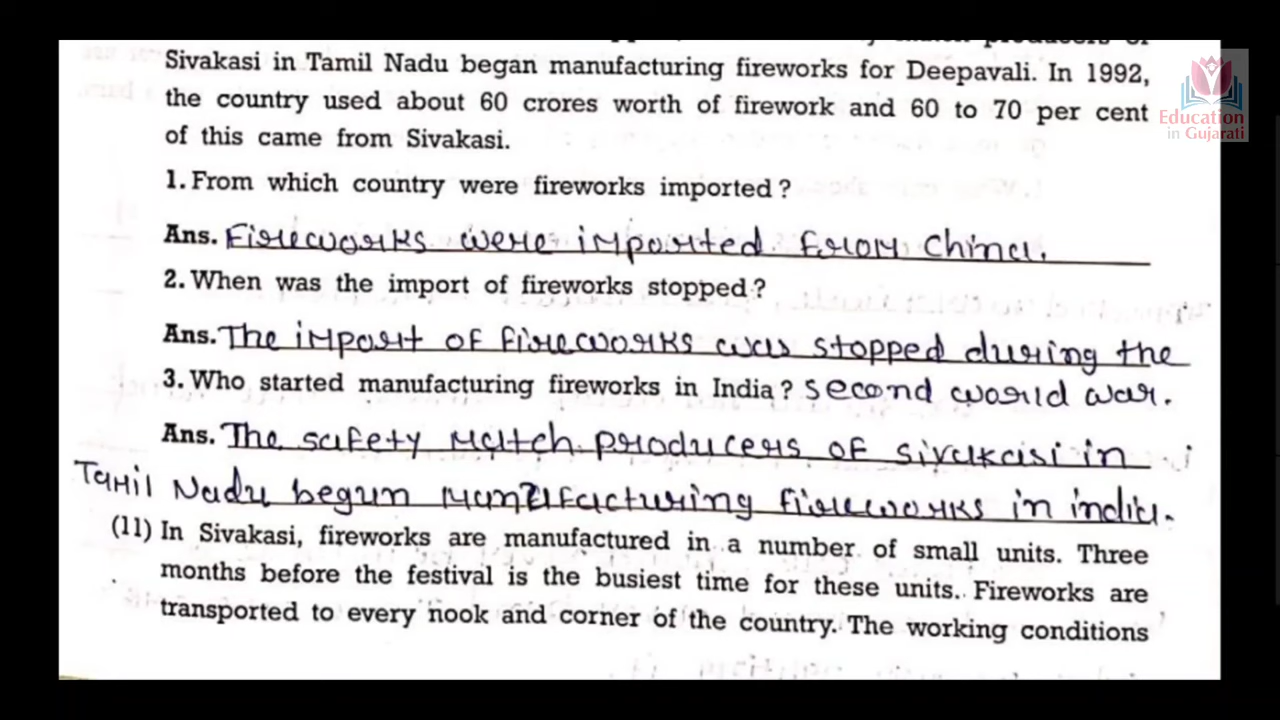 Sivakasi in Tamil Nadu began manufacturing fireworks for Deepavali. In 1992,
the country used about 60 crores worth of firework and 60 to 70 per cent
of this came from Sivakasi.
Education
in Gujarati
1. From which country were fireworks imported?
Ans. Fireworks were imported from China.
2. When was the import of fireworks stopped?
Ans. The import of fireworks was stopped during the
3. Who started manufacturing fireworks in India? second world war.
Ans. The safety match producers of sivakasi in
Tamil Nadu began manufacturing fireworks in india.
(11) In Sivakasi, fireworks are manufactured in a number of small units. Three
months before the festival is the busiest time for these units. Fireworks are
transported to every nook and corner of the country. The working conditions